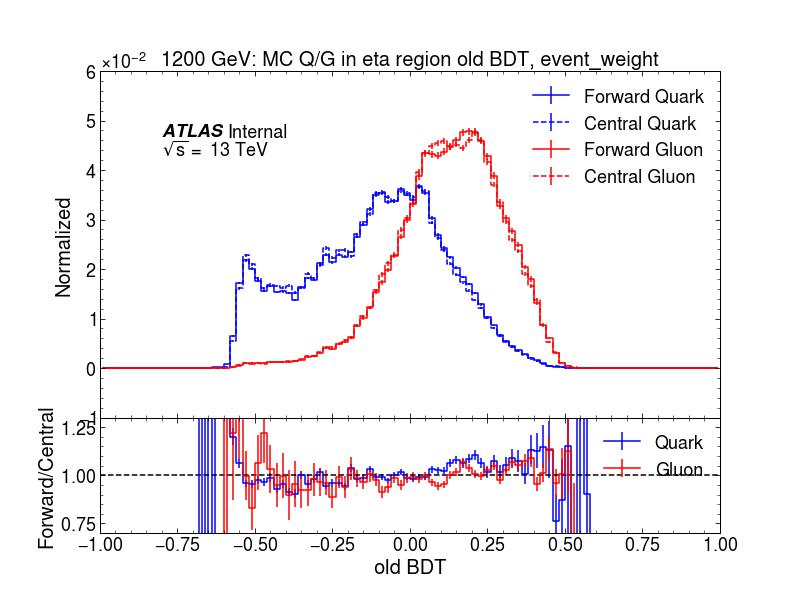 ×10⁻² 1200 GeV: MC Q/G in eta region old BDT, event_weight
ATLAS Internal
√s = 13 TeV
Forward Quark
Central Quark
Forward Gluon
Central Gluon
Normalized
6
5
4
3
2
1
0
−1
Forward/Central
1.25
1.00
0.75
Quark
Gluon
−1.00 −0.75 −0.50 −0.25 0.00 0.25 0.50 0.75 1.00
old BDT